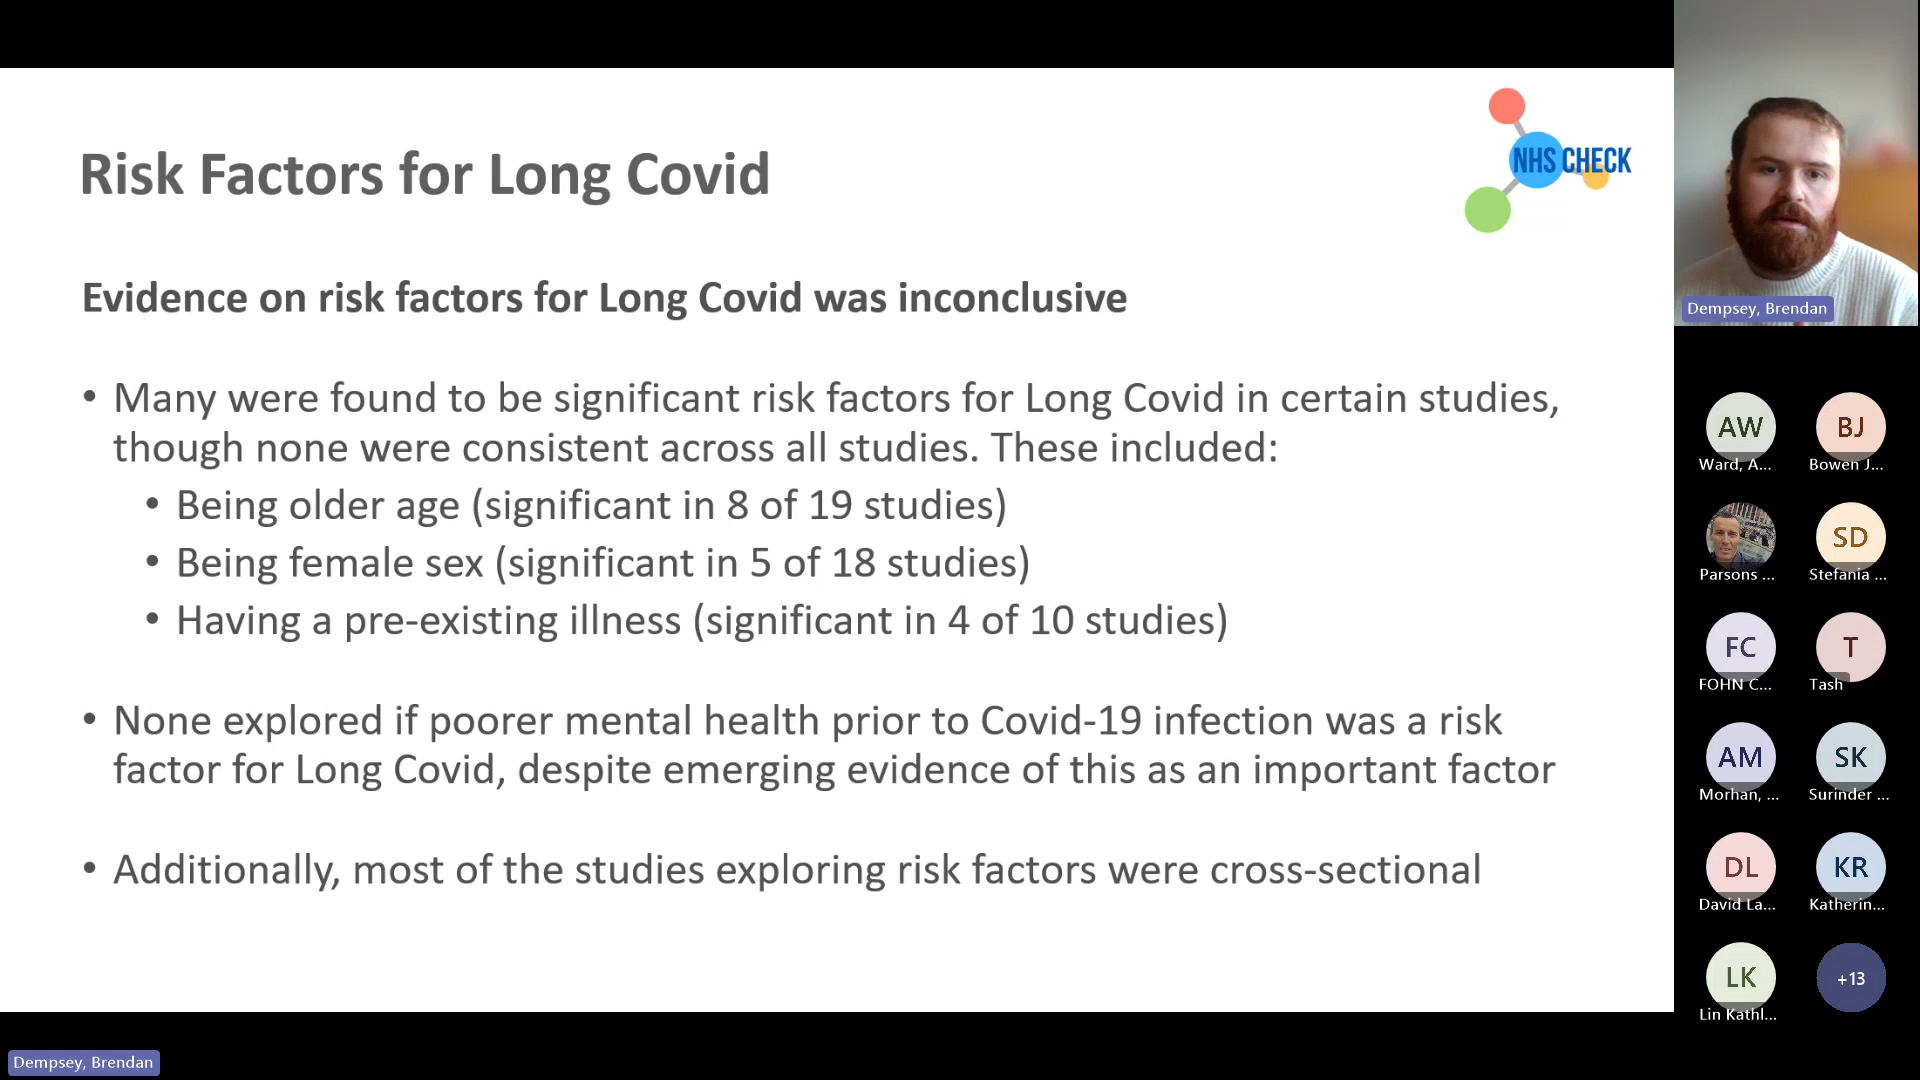 Risk Factors for Long Covid
NHS CHECK
Evidence on risk factors for Long Covid was inconclusive
• Many were found to be significant risk factors for Long Covid in certain studies,
though none were consistent across all studies. These included:
• Being older age (significant in 8 of 19 studies)
• Being female sex (significant in 5 of 18 studies)
• Having a pre-existing illness (significant in 4 of 10 studies)
• None explored if poorer mental health prior to Covid-19 infection was a risk
factor for Long Covid, despite emerging evidence of this as an important factor
• Additionally, most of the studies exploring risk factors were cross-sectional
Dempsey, Brendan
Dempsey, Brendan
AW
BJ
Ward, A...
Bowen J...
SD
Parsons ...
Stefania ...
FC
T
FOHN C...
Tash
AM
SK
Morhan, ...
Surinder ...
DL
KR
David La...
Katherin...
LK
+13
Lin Kathl...